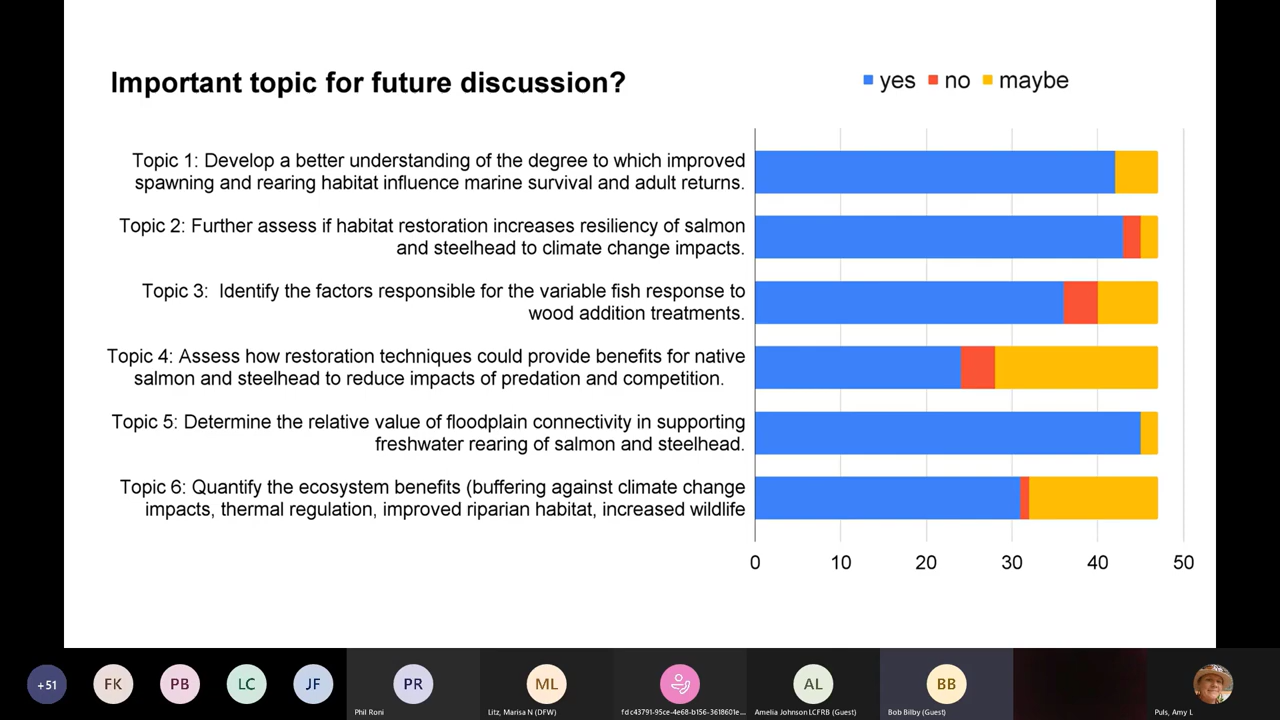 Important topic for future discussion?
yes no maybe
Topic 1: Develop a better understanding of the degree to which improved
spawning and rearing habitat influence marine survival and adult returns.
Topic 2: Further assess if habitat restoration increases resiliency of salmon
and steelhead to climate change impacts.
Topic 3: Identify the factors responsible for the variable fish response to
wood addition treatments.
Topic 4: Assess how restoration techniques could provide benefits for native
salmon and steelhead to reduce impacts of predation and competition.
Topic 5: Determine the relative value of floodplain connectivity in supporting
freshwater rearing of salmon and steelhead.
Topic 6: Quantify the ecosystem benefits (buffering against climate change
impacts, thermal regulation, improved riparian habitat, increased wildlife
0 10 20 30 40 50
+51 FK PB LC JF PR ML AL BB
Phil Roni Litz, Marisa N (DFW) fdc43791-95ce-4e68-b156-3618601e... Amelia Johnson LCFRB (Guest) Bob Bilby (Guest) Puls, Amy L